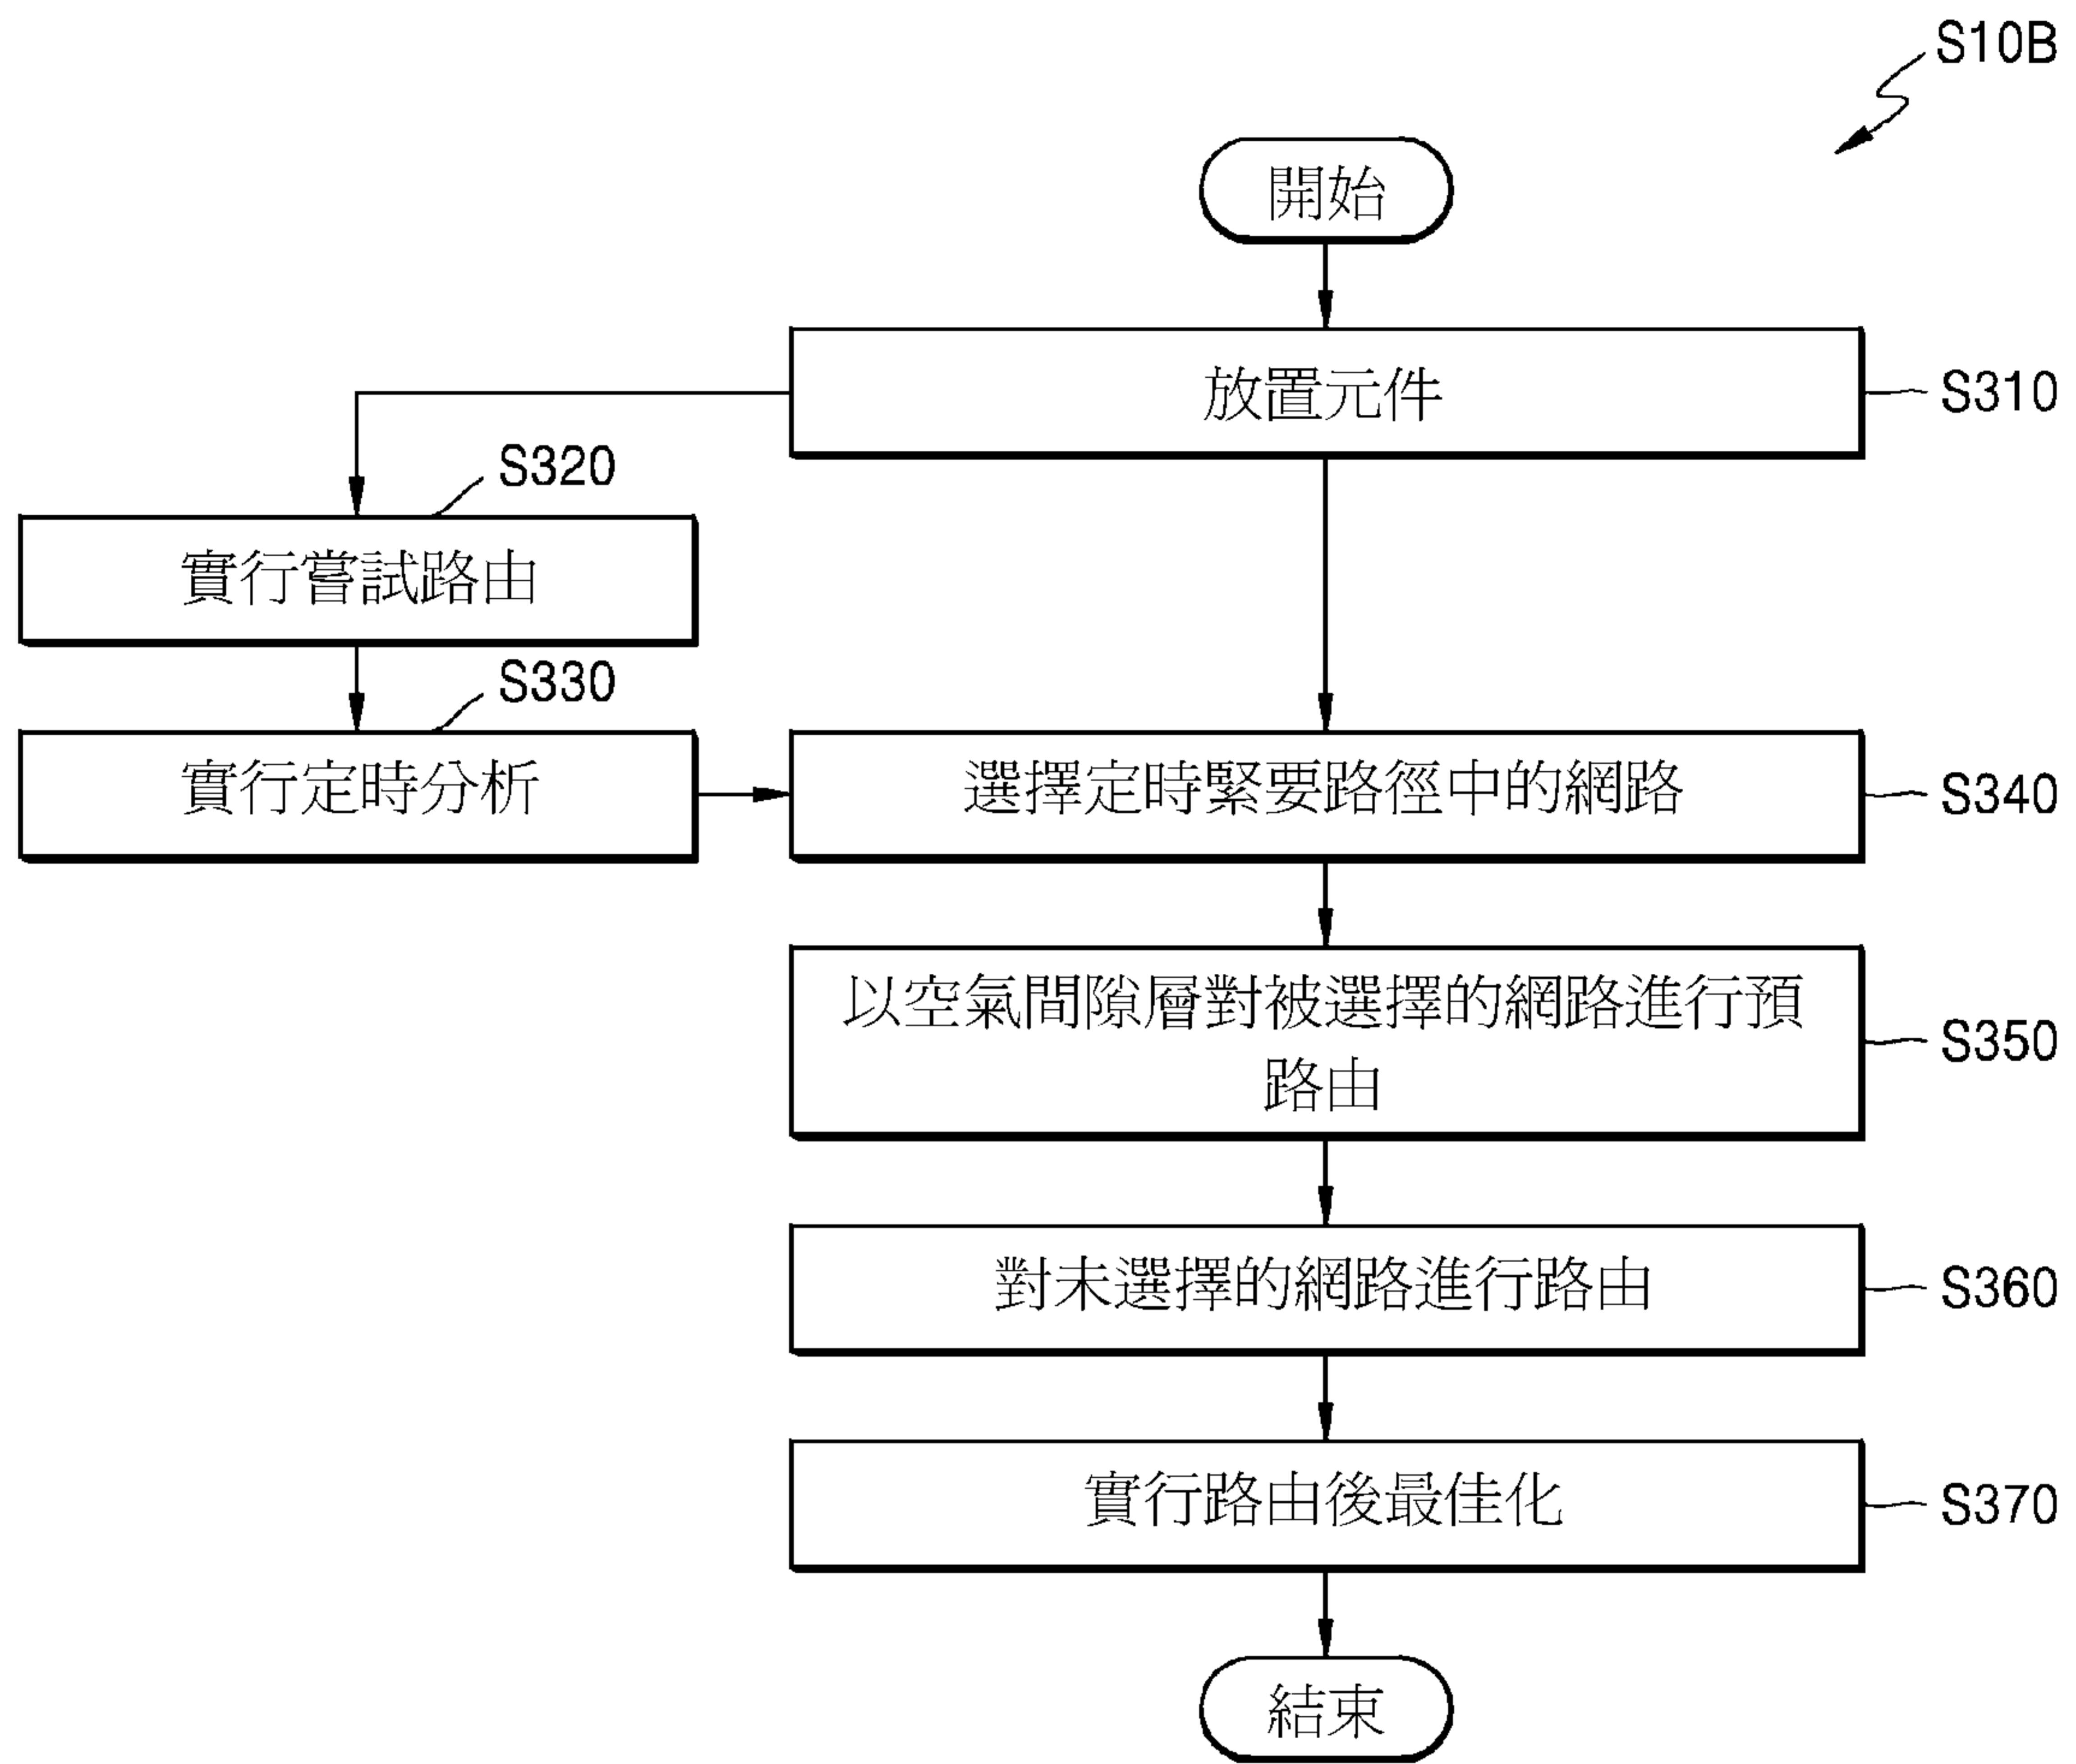 S10B
開始
放置元件
S310
S320
實行嘗試路由
S330
實行定時分析
選擇定時緊要路徑中的網路
S340
以空氣間隙層對被選擇的網路進行預
路由
S350
對未選擇的網路進行路由
S360
實行路由後最佳化
S370
結束